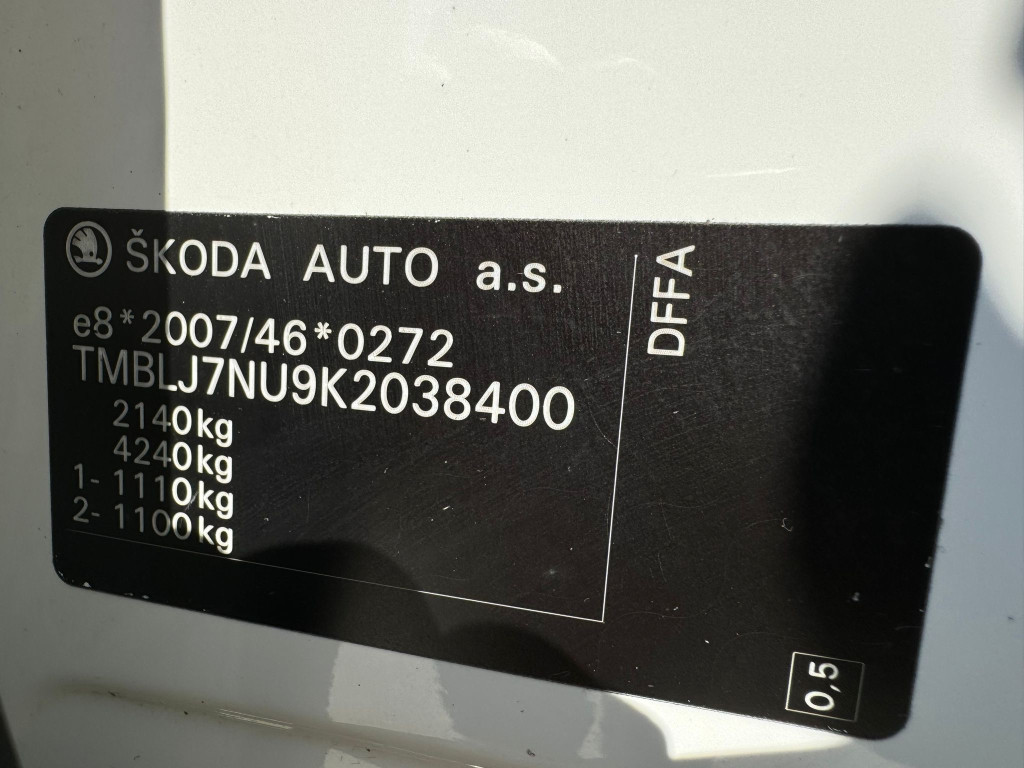 ŠKODA AUTO a.s.
e8*2007/46*0272
TMBLJ7NU9K2038400
2140kg
4240kg
1- 1110kg
2- 1100kg
DFFA
0,5